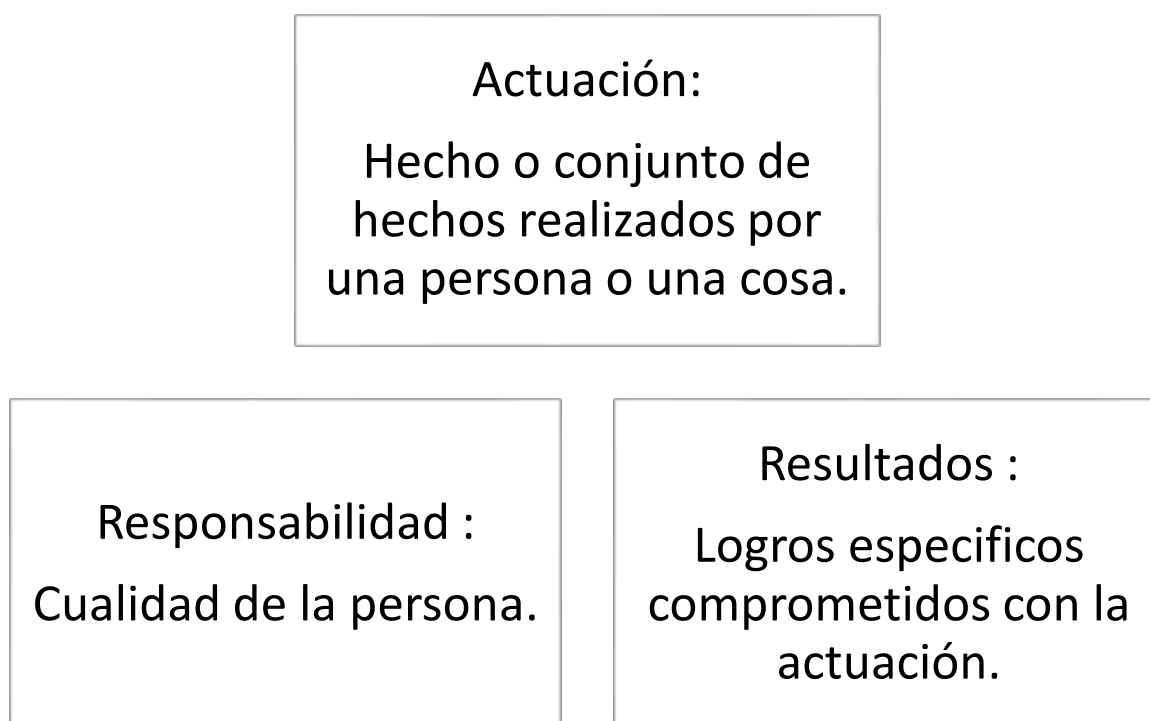 Actuación:
Hecho o conjunto de
hechos realizados por
una persona o una cosa.
Responsabilidad :
Cualidad de la persona.
Resultados :
Logros especificos
comprometidos con la
actuación.